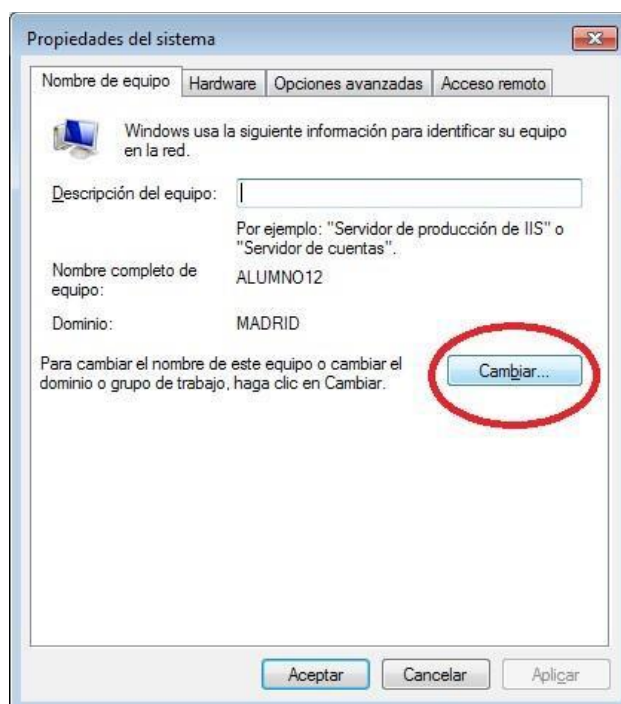 Propiedades del sistema
Nombre de equipo Hardware Opciones avanzadas Acceso remoto
Windows usa la siguiente información para identificar su equipo
en la red.
Descripción del equipo:
Por ejemplo: "Servidor de producción de IIS" o
"Servidor de cuentas".
Nombre completo de
equipo:
ALUMNO12
Dominio: MADRID
Para cambiar el nombre de este equipo o cambiar el
dominio o grupo de trabajo, haga clic en Cambiar.
Cambiar...
Aceptar Cancelar Aplicar